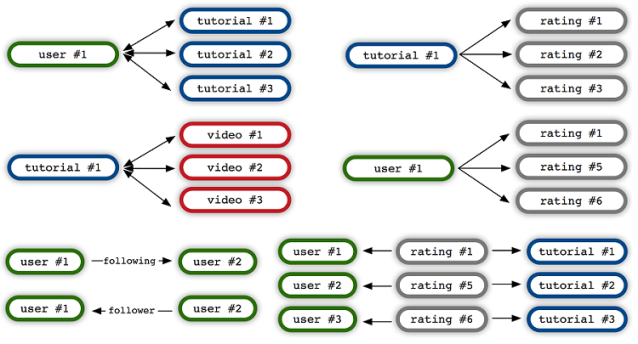 tutorial #1
user #1
tutorial #2
tutorial #3
rating #1
tutorial #1
rating #2
rating #3
video #1
tutorial #1
video #2
video #3
rating #1
user #1
rating #5
rating #6
user #1 following user #2
user #1 follower user #2
user #1 rating #1 tutorial #1
user #2 rating #5 tutorial #2
user #3 rating #6 tutorial #3